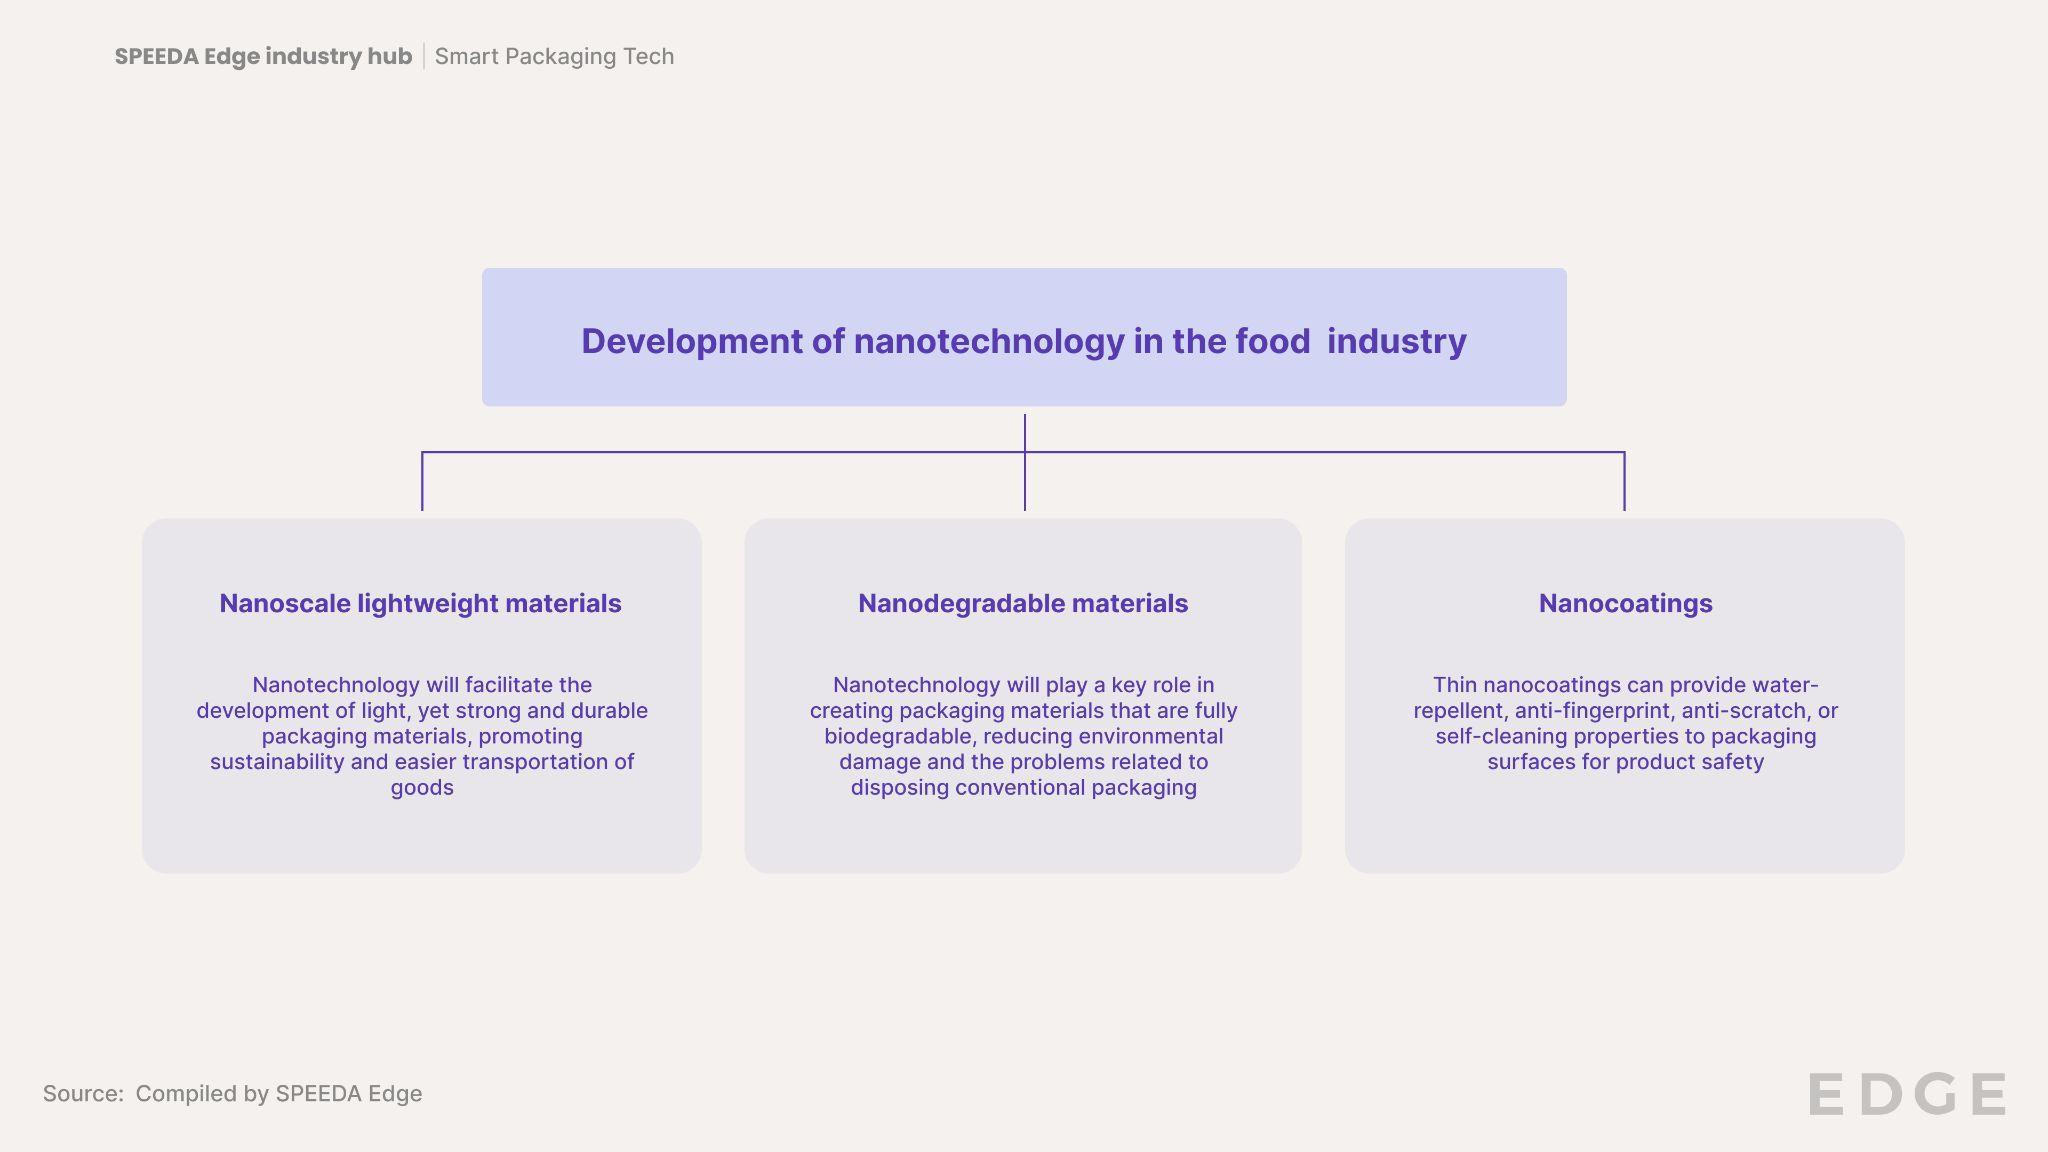 SPEEDA Edge industry hub | Smart Packaging Tech
Development of nanotechnology in the food  industry
Nanoscale lightweight materials
Nanotechnology will facilitate the
development of light, yet strong and durable
packaging materials, promoting
sustainability and easier transportation of
goods
Nanodegradable materials
Nanotechnology will play a key role in
creating packaging materials that are fully
biodegradable, reducing environmental
damage and the problems related to
disposing conventional packaging
Nanocoatings
Thin nanocoatings can provide water-
repellent, anti-fingerprint, anti-scratch, or
self-cleaning properties to packaging
surfaces for product safety
Source:  Compiled by SPEEDA Edge
EDGE